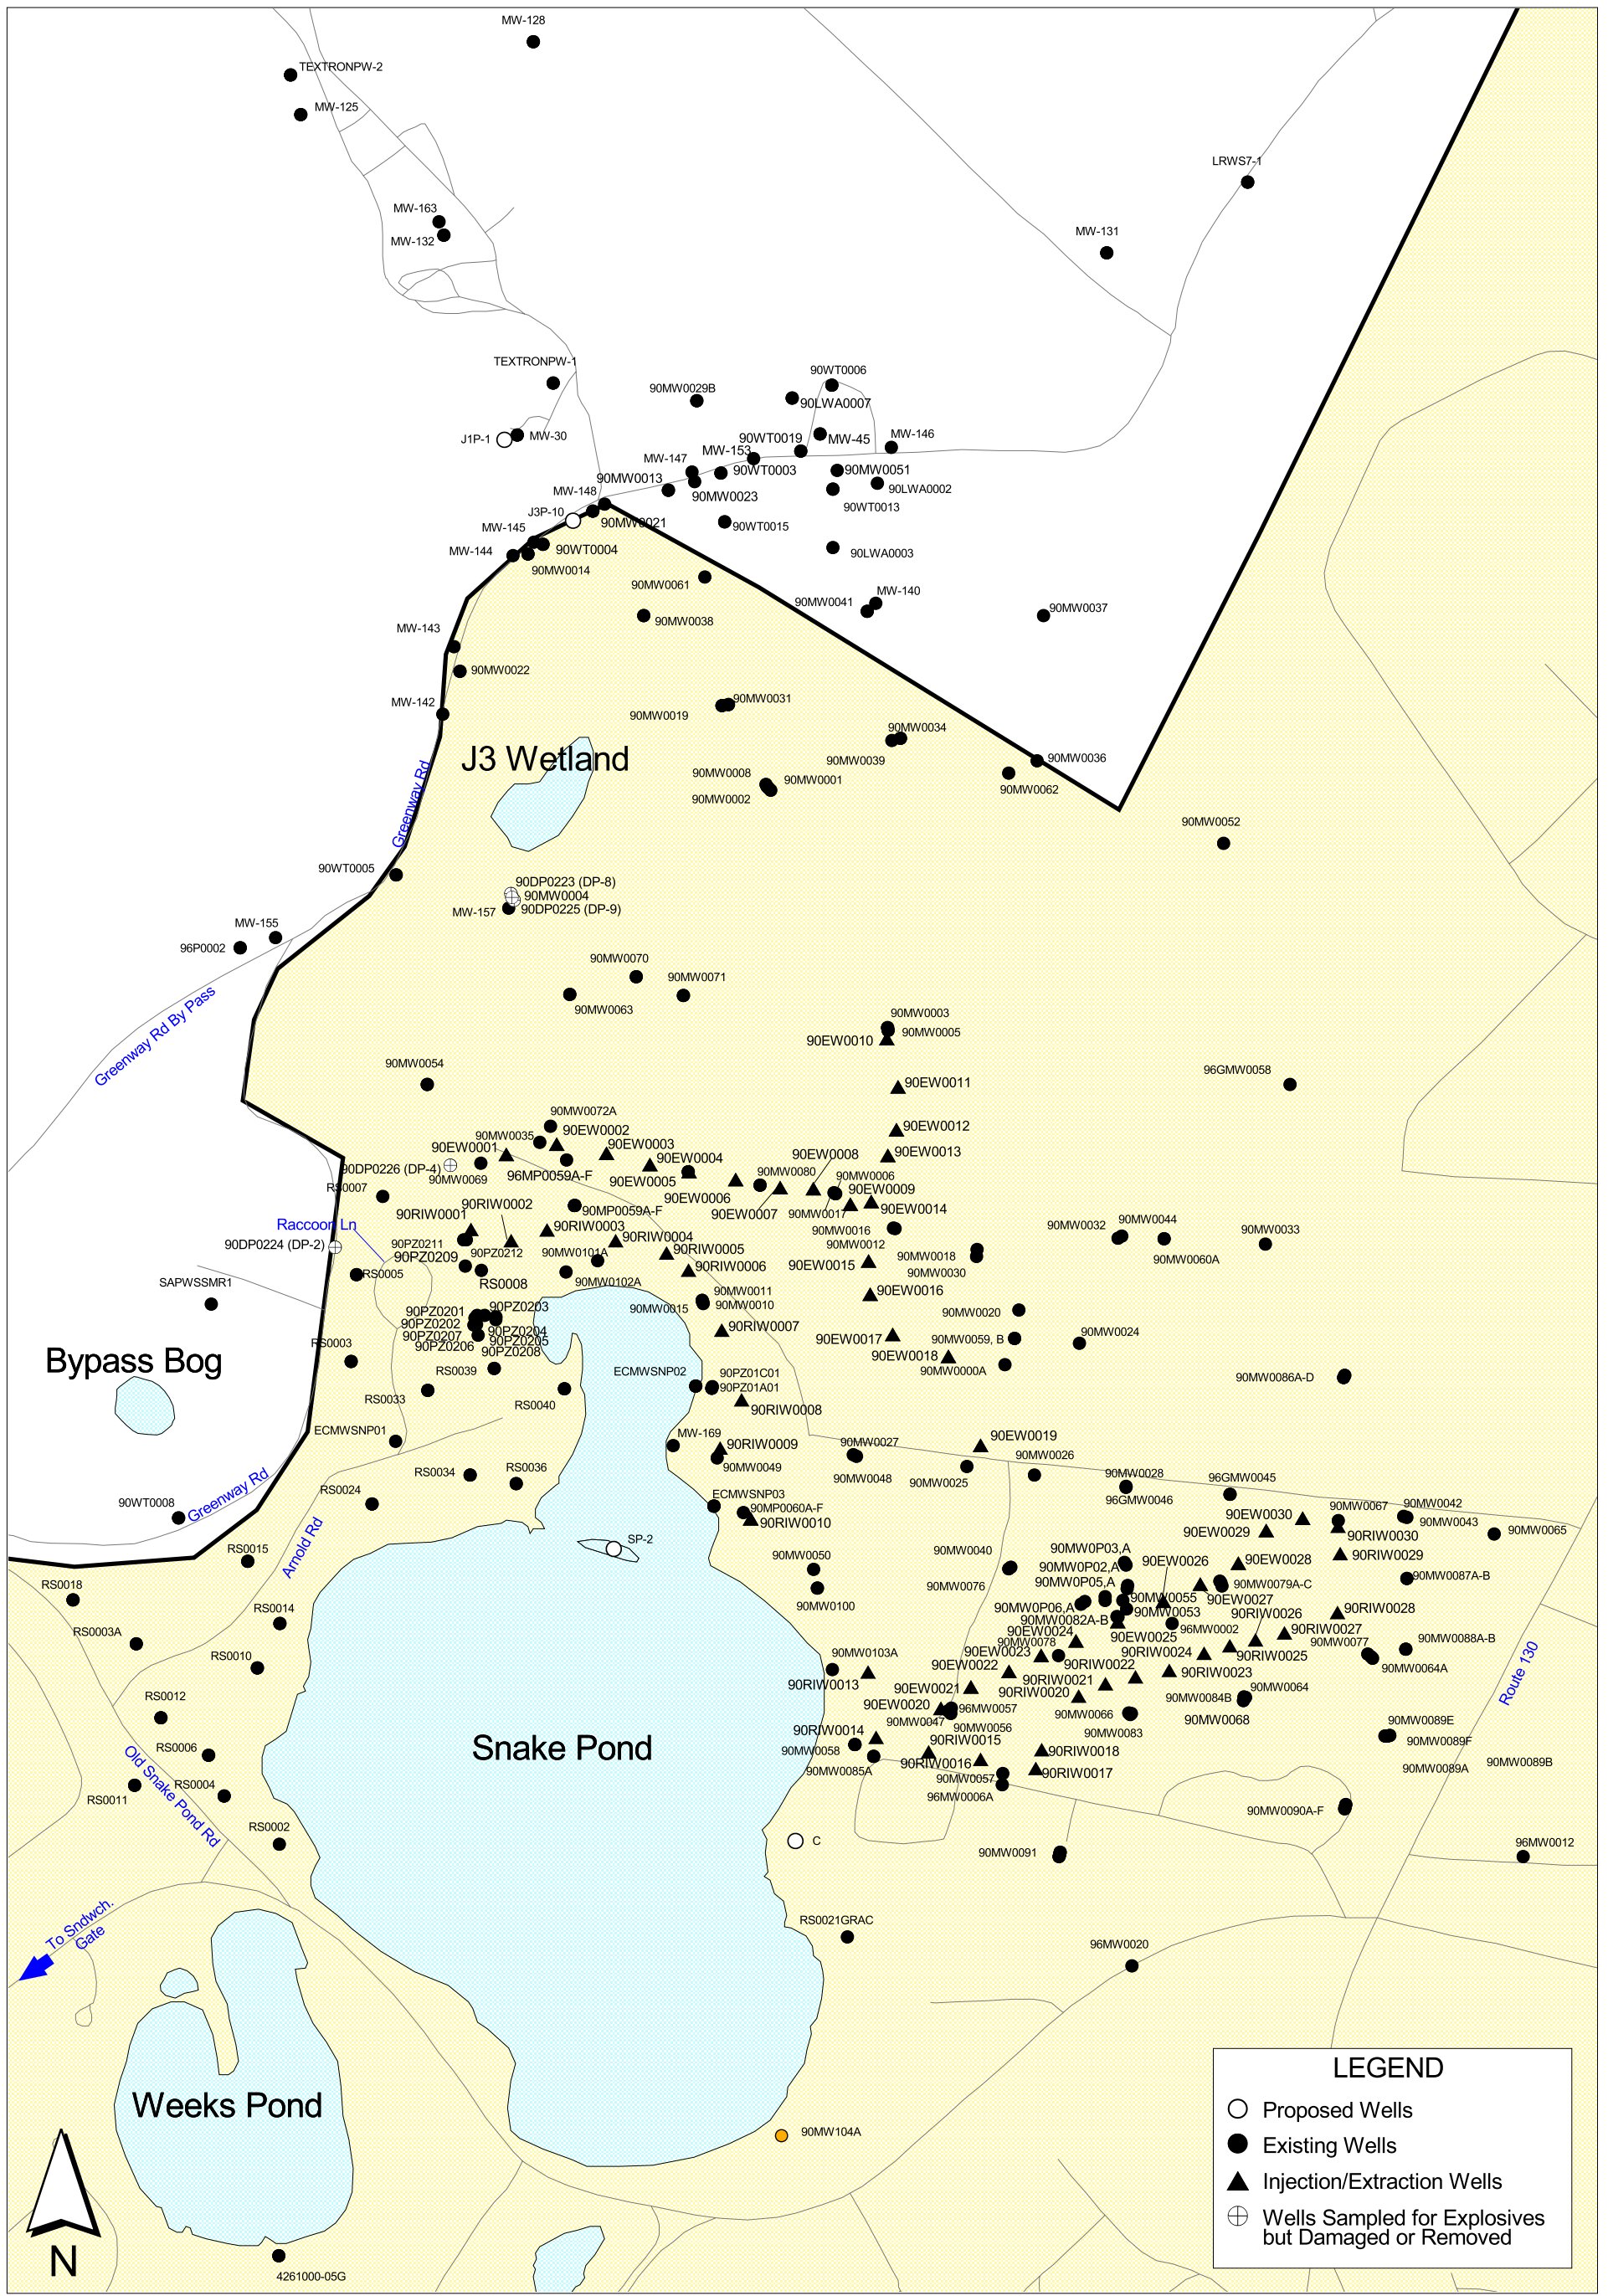 MW-128
TEXTRONPW-2
MW-125
LRWS7-1
MW-163
MW-131
MW-132
TEXTRONPW-1
90WT0006
90MW0029B
90LWA0007
J1P-1
MW-30
90WT0019
MW-45
MW-146
MW-153
MW-147
90WT0003
90MW0051
90MW0013
90LWA0002
90MW0023
MW-148
90WT0013
J3P-10
90MW0021
90WT0015
MW-145
MW-144
90WT0004
90LWA0003
90MW0014
90MW0061
MW-140
90MW0041
90MW0037
90MW0038
MW-143
90MW0022
MW-142
90MW0031
90MW0019
90MW0034
J3 Wetland
90MW0039
90MW0036
90MW0008
90MW0001
90MW0062
90MW0002
Greenway Rd
90MW0052
90WT0005
90DP0223 (DP-8)
90MW0004
MW-157
90DP0225 (DP-9)
MW-155
96P0002
90MW0070
90MW0071
90MW0063
Greenway Rd By Pass
90MW0003
90MW0005
90EW0010
90MW0054
96GMW0058
90EW0011
90MW0072A
90EW0002
90EW0012
90MW0035
90EW0003
90EW0001
90EW0008
90EW0013
90EW0004
90DP0226 (DP-4)
90MW0069
96MP0059A-F
90EW0005
90MW0080
90MW0006
RS0007
90EW0006
90EW0009
90RIW0002
90MP0059A-F
90EW0007
90MW0017
90EW0014
90RIW0001
Raccoon Ln
90RIW0003
90MW0016
90MW0032
90MW0044
90MW0033
90RIW0004
90DP0224 (DP-2)
90PZ0211
90PZ0212
90MW0101A
90RIW0005
90MW0012
90MW0018
90MW0060A
90PZ0209
90EW0015
90RIW0006
90MW0030
RS0005
RS0008
90MW0102A
SAPWSSMR1
90MW0011
90EW0016
90MW0015
90MW0010
90MW0020
90PZ0201
90PZ0203
90PZ0202
90PZ0204
90RIW0007
90PZ0207
90PZ0205
90EW0017
90MW0059, B
90MW0024
RS0003
90PZ0206
90PZ0208
90EW0018
Bypass Bog
RS0039
ECMWSNP02
90PZ01C01
90MW0000A
90MW0086A-D
90PZ01A01
RS0033
RS0040
90RIW0008
ECMWSNP01
MW-169
90RIW0009
90MW0027
90EW0019
90MW0026
90MW0049
90MW0048
90MW0025
RS0034
RS0036
90MW0028
96GMW0045
RS0024
Greenway Rd
90WT0008
ECMWSNP03
90MP0060A-F
96GMW0046
90RIW0010
90EW0030
90MW0067
90MW0042
90MW0043
90EW0029
90RIW0030
90MW0065
Arnold Rd
SP-2
RS0015
90MW0050
90MW0040
90MW0P03,A
90EW0026
90EW0028
90RIW0029
90MW0P02,A
90MW0076
90MW0P05,A
90MW0079A-C
90MW0087A-B
RS0018
90MW0100
90MW0055
90EW0027
90MW0P06,A
90MW0053
90RIW0026
90RIW0028
RS0014
90MW0082A-B
96MW0002
RS0003A
90EW0024
90EW0025
90RIW0027
90MW0078
90MW0077
90MW0088A-B
90MW0103A
90EW0023
90RIW0024
90RIW0025
RS0010
90EW0022
90RIW0022
90MW0064A
90RIW0013
90RIW0021
90RIW0023
90EW0021
90RIW0020
90MW0064
RS0012
90EW0020
96MW0057
90MW0084B
90MW0047
90MW0066
90MW0068
Route 130
90RIW0014
90MW0056
90MW0083
90MW0089E
Snake Pond
90RIW0015
90MW0089F
RS0006
90MW0058
90RIW0018
90MW0085A
90RIW0016
90MW0089B
Old Snake Pond Rd
90RIW0017
90MW0089A
90MW0057
RS0004
96MW0006A
RS0011
90MW0090A-F
RS0002
C
96MW0012
90MW0091
To Sndwch.
Gate
RS0021GRAC
96MW0020
Weeks Pond
90MW104A
LEGEND
Proposed Wells
Existing Wells
Injection/Extraction Wells
Wells Sampled for Explosives
but Damaged or Removed
N
4261000-05G